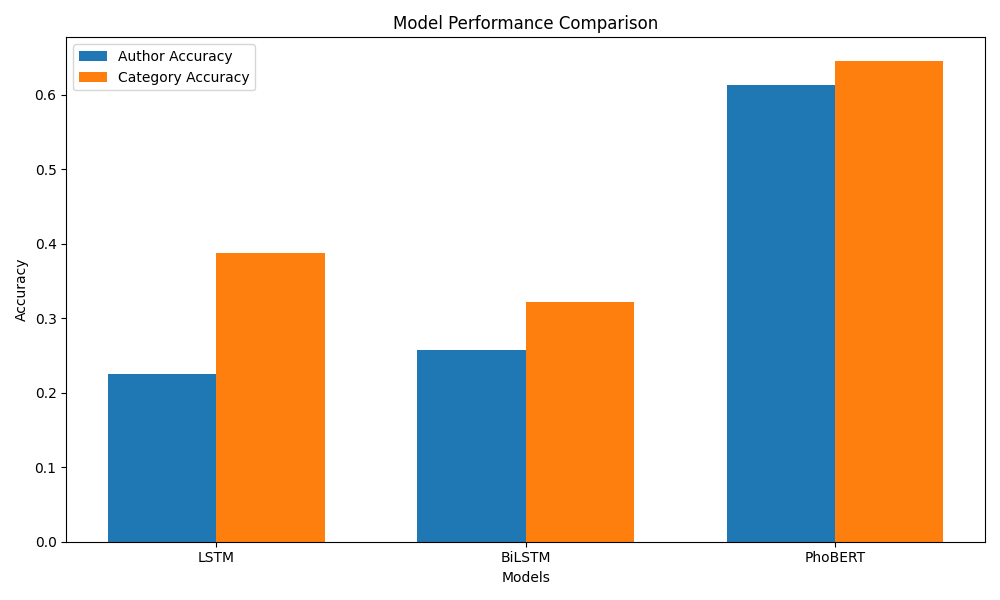 Model Performance Comparison
Author Accuracy
Category Accuracy
Accuracy
0.6
0.5
0.4
0.3
0.2
0.1
0.0
LSTM
BiLSTM
PhoBERT
Models